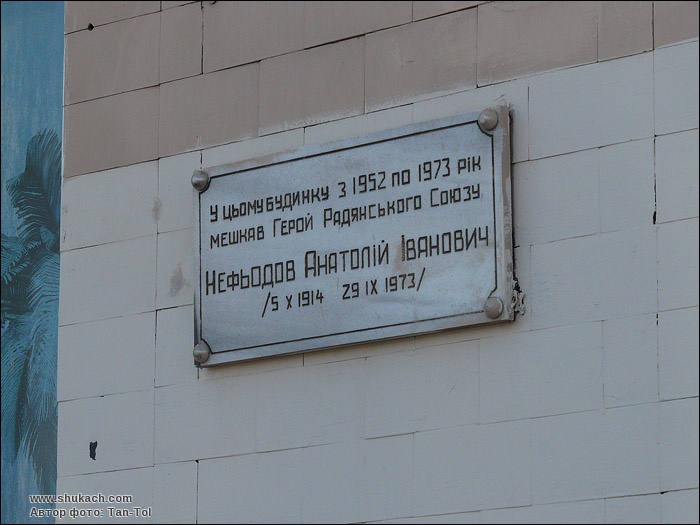 У цьому будинку з 1952 по 1973 рік
мешкав Герой Радянського Союзу
Нефьодов Анатолій Іванович
/5 X 1914 29 IX 1973/
www.shukach.com
Автор фото: Tan-Tol